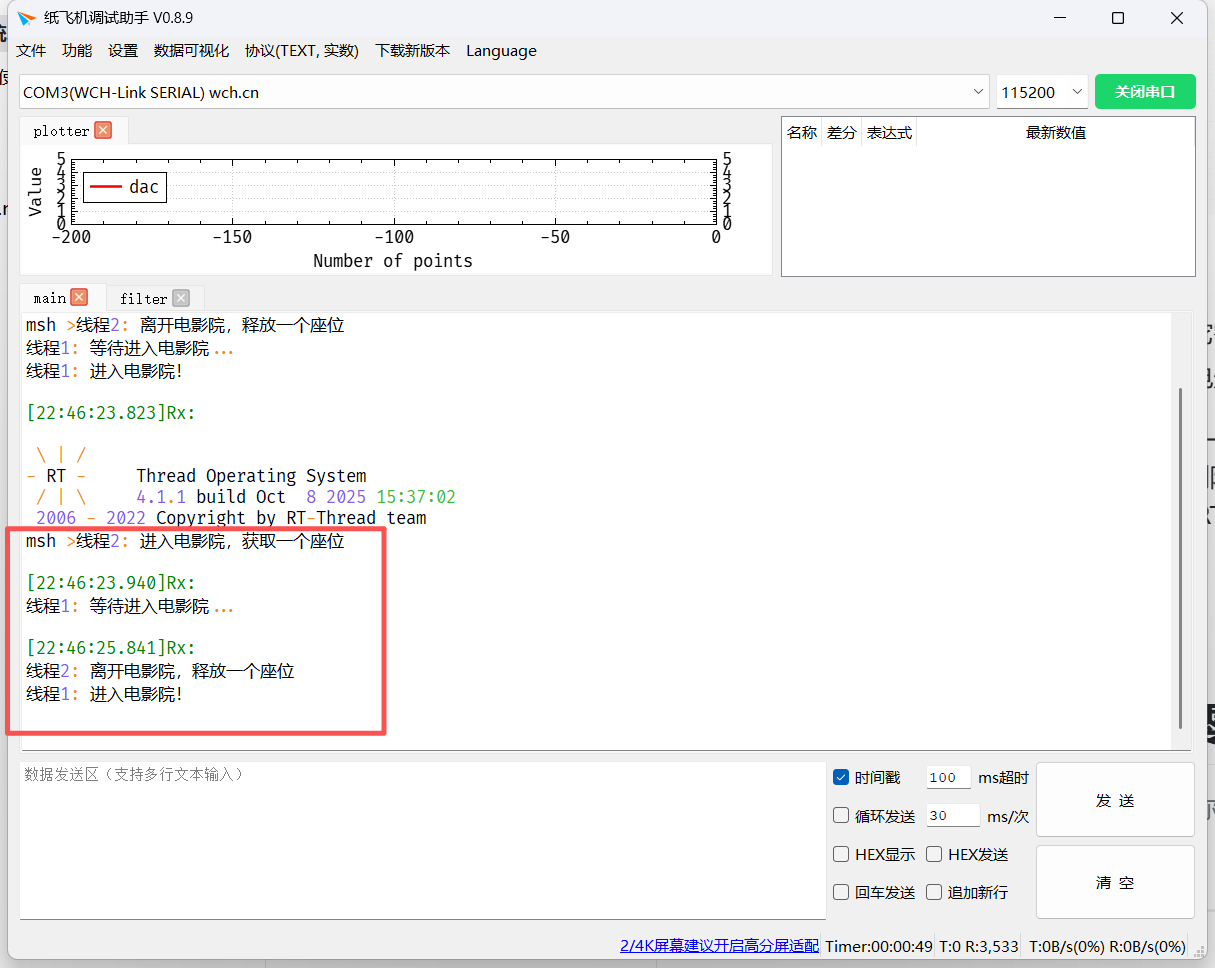 纸飞机调试助手 V0.8.9
文件 功能 设置 数据可视化 协议(TEXT, 实数) 下载新版本 Language
COM3(WCH-Link SERIAL) wch.cn 115200 关闭串口
plotter
名称 差分 表达式 最新数值
dac
Value
5 4 3 2 1 0
5 4 3 2 1 0
-200 -150 -100 -50 0
Number of points
main filter
msh >线程2: 离开电影院，释放一个座位
线程1: 等待进入电影院...
线程1: 进入电影院！
[22:46:23.823]Rx:
\ | /
- RT -     Thread Operating System
/ | \     4.1.1 build Oct  8 2025 15:37:02
2006 - 2022 Copyright by RT-Thread team
msh >线程2: 进入电影院，获取一个座位
[22:46:23.940]Rx:
线程1: 等待进入电影院...
[22:46:25.841]Rx:
线程2: 离开电影院，释放一个座位
线程1: 进入电影院！
数据发送区（支持多行文本输入）
时间戳 100 ms超时
循环发送 30 ms/次
HEX显示 HEX发送
回车发送 追加新行
发 送
清 空
2/4K屏幕建议开启高分屏适配 Timer:00:00:49 T:0 R:3,533 T:0B/s(0%) R:0B/s(0%)